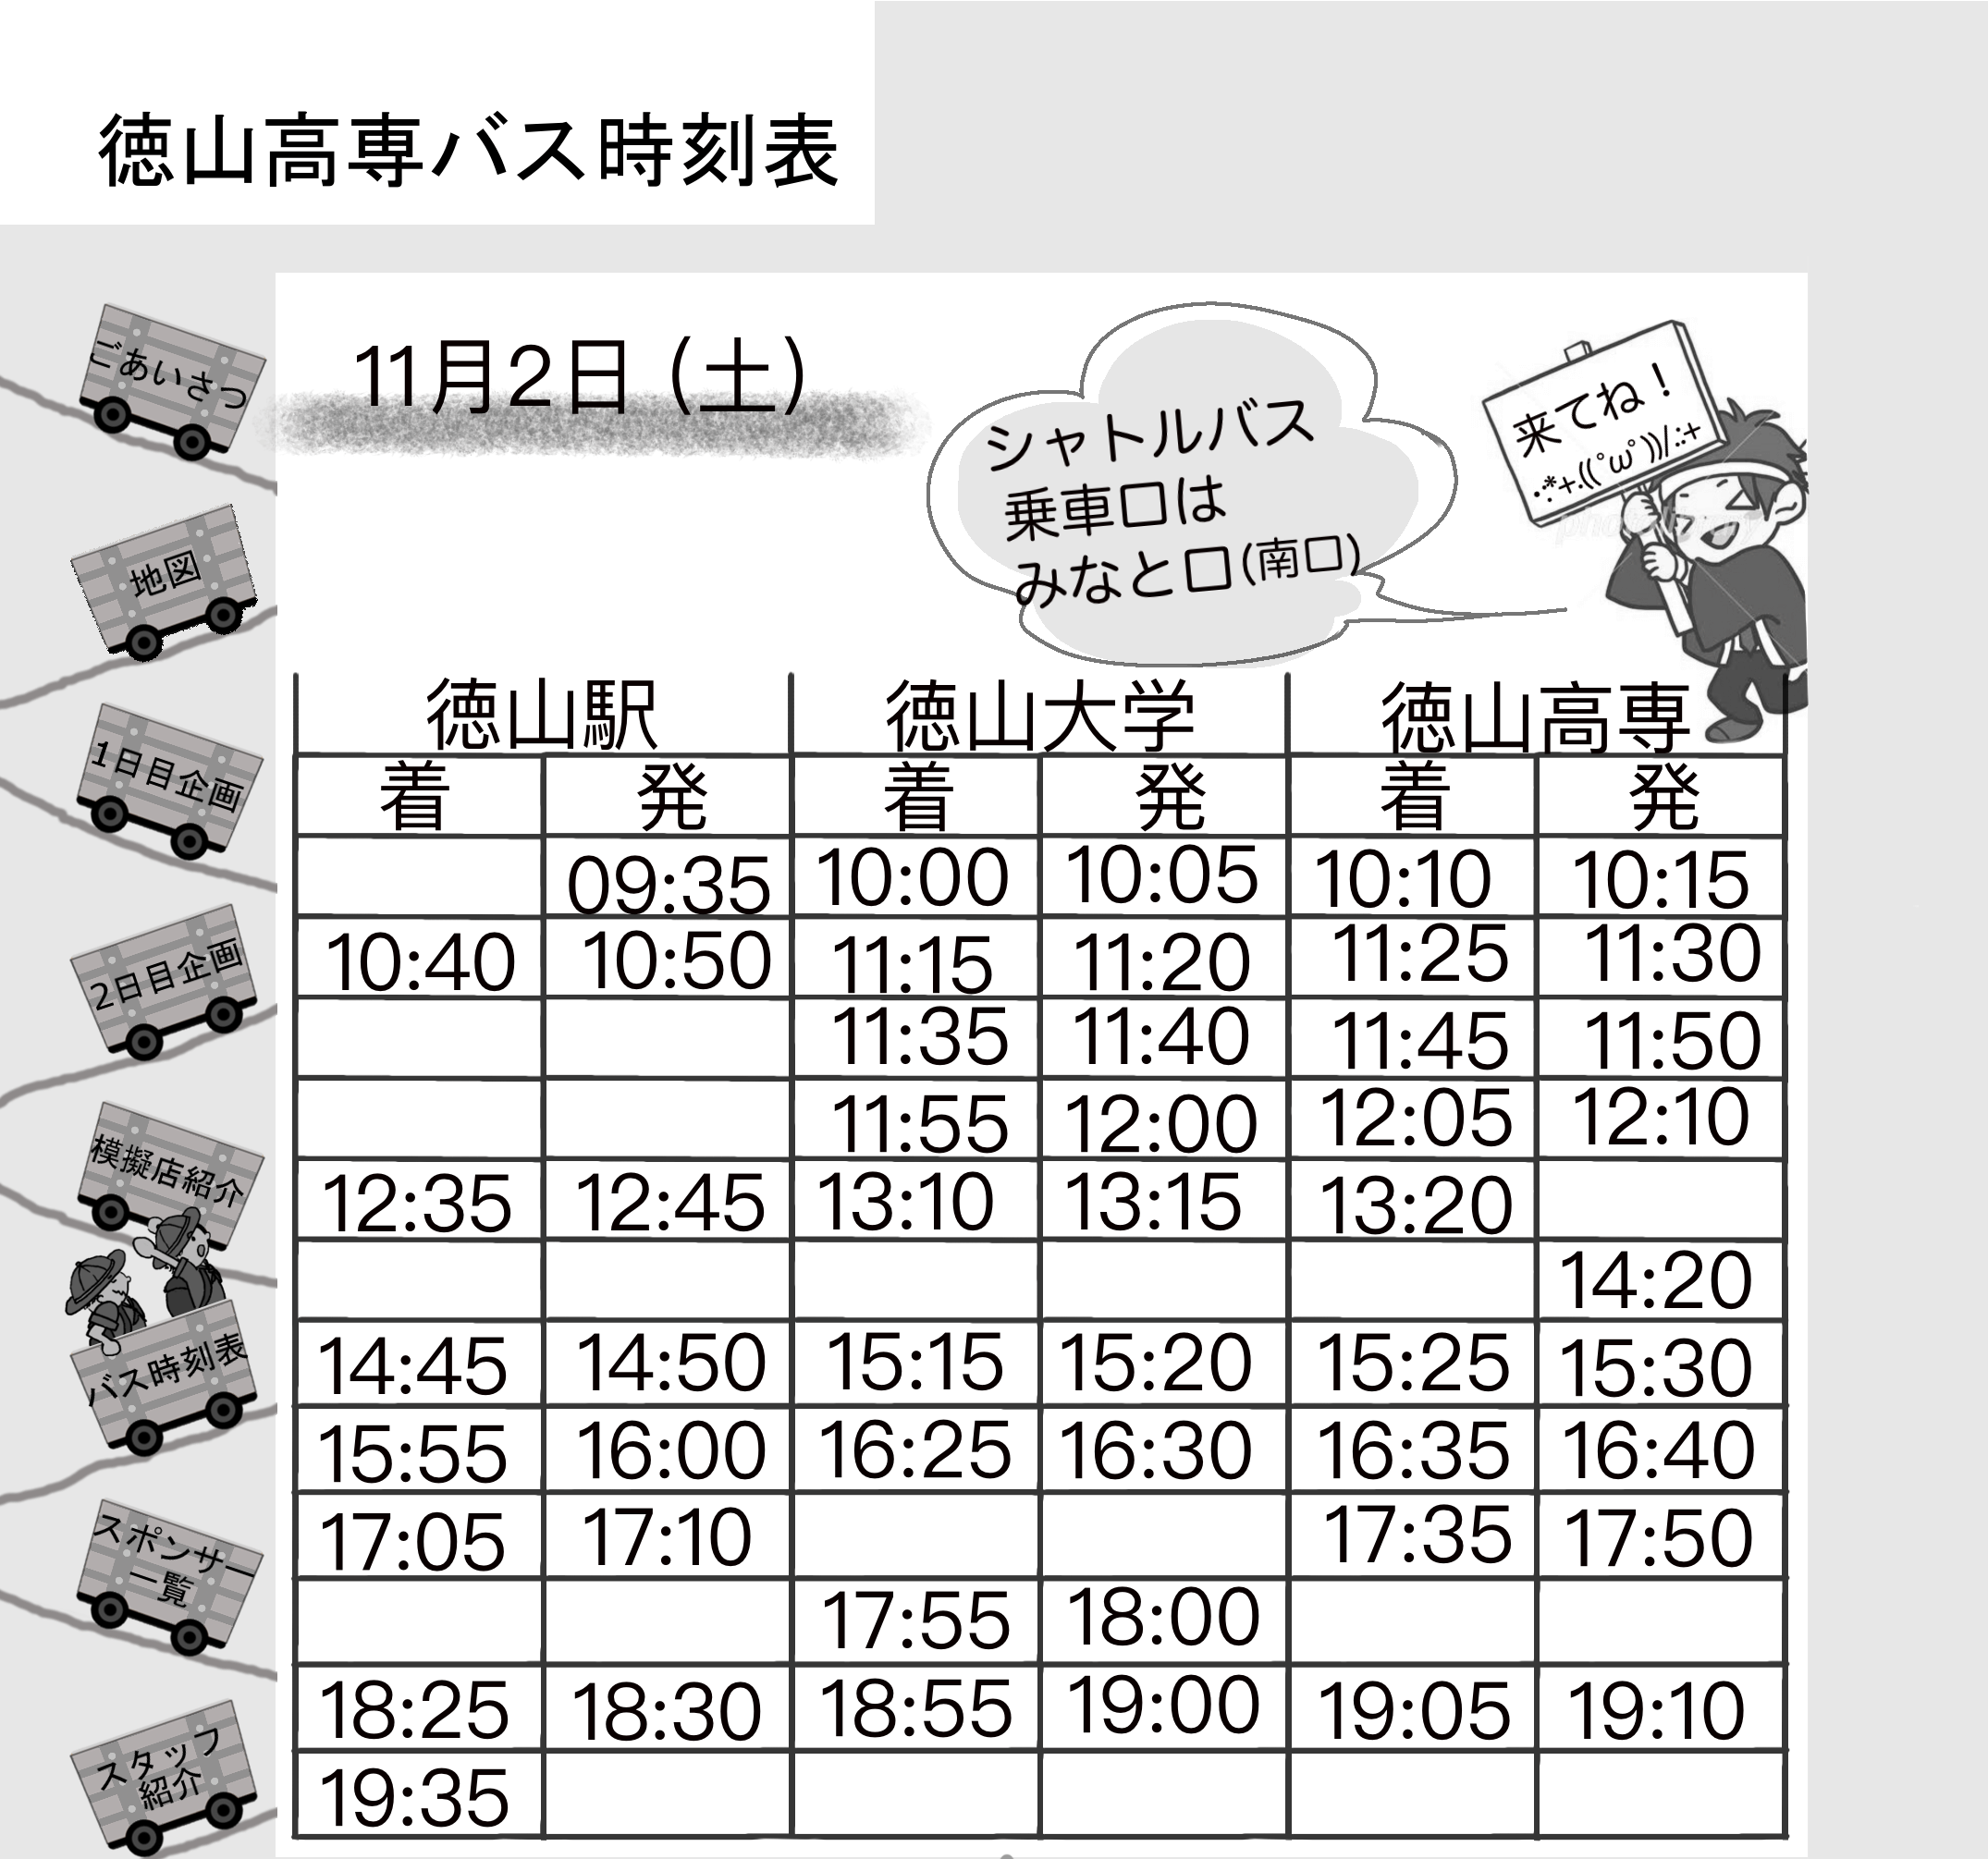 徳山高専バス時刻表
ごあいさつ
地図
1日目企画
2日目企画
模擬店紹介
バス時刻表
スポンサー
一覧
スタッフ
紹介
11月2日（土）
シャトルバス
乗車口は
みなと口(南口)
来てね！
.:*+.((°ω°))/.:+
徳山駅 徳山大学 徳山高専
着 発 着 発 着 発
09:35 10:00 10:05 10:10 10:15
10:40 10:50 11:15 11:20 11:25 11:30
11:35 11:40 11:45 11:50
11:55 12:00 12:05 12:10
12:35 12:45 13:10 13:15 13:20
14:20
14:45 14:50 15:15 15:20 15:25 15:30
15:55 16:00 16:25 16:30 16:35 16:40
17:05 17:10 17:35 17:50
17:55 18:00
18:25 18:30 18:55 19:00 19:05 19:10
19:35